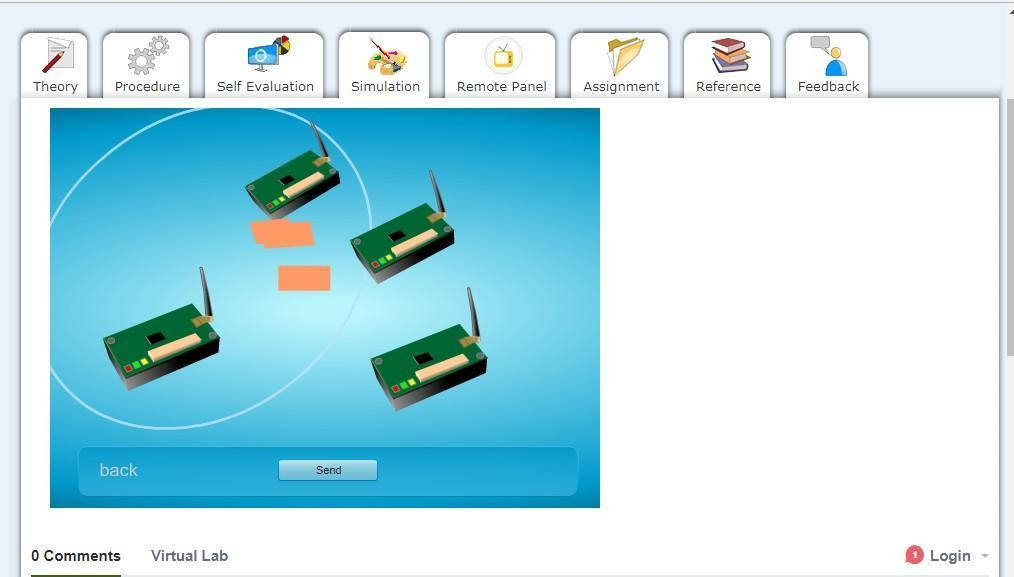 Theory
Procedure
Self Evaluation
Simulation
Remote Panel
Assignment
Reference
Feedback
back
Send
0 Comments
Virtual Lab
1
Login